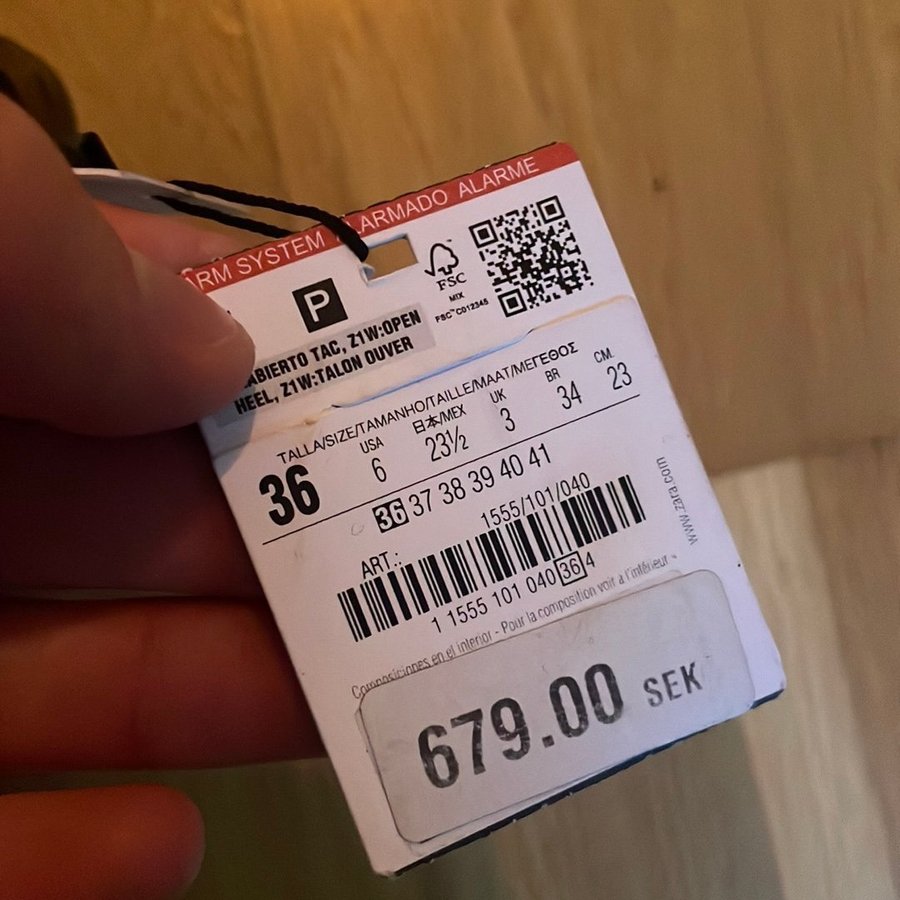 ARM SYSTEM ALARMADO ALARME
P
FSC
MIX
FSC™ C012345
ABIERTO TAC, Z1W:OPEN
HEEL, Z1W:TALON OUVER
TALLA/SIZE/TAMANHO/TAILLE/MAAT/ΜΕΓΕΘΟΣ
USA 日本/MEX UK BR CM.
36 6 23½ 3 34 23
36 37 38 39 40 41
ART.: 1555/101/040
1 1555 101 040 36 4
www.zara.com
Composiciones en el interior - Pour la composition voir à l'intérieur -
679.00 SEK